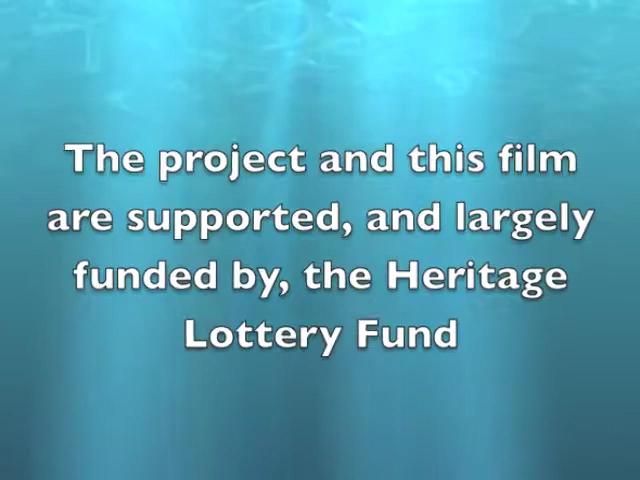 The project and this film
are supported, and largely
funded by, the Heritage
Lottery Fund